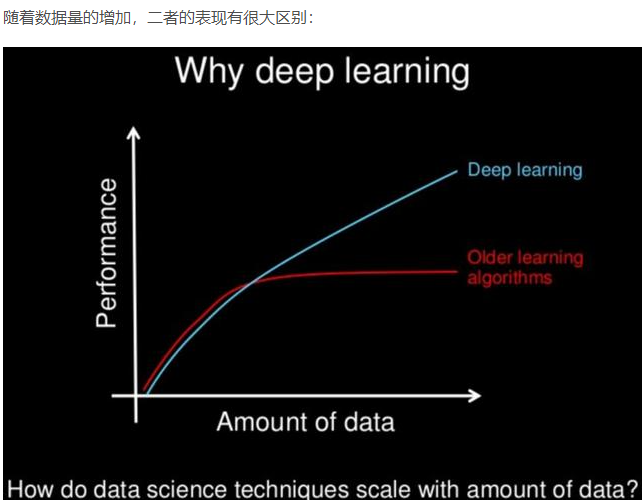 随着数据量的增加，二者的表现有很大区别：
Why deep learning
Performance
Deep learning
Older learning
algorithms
Amount of data
How do data science techniques scale with amount of data?